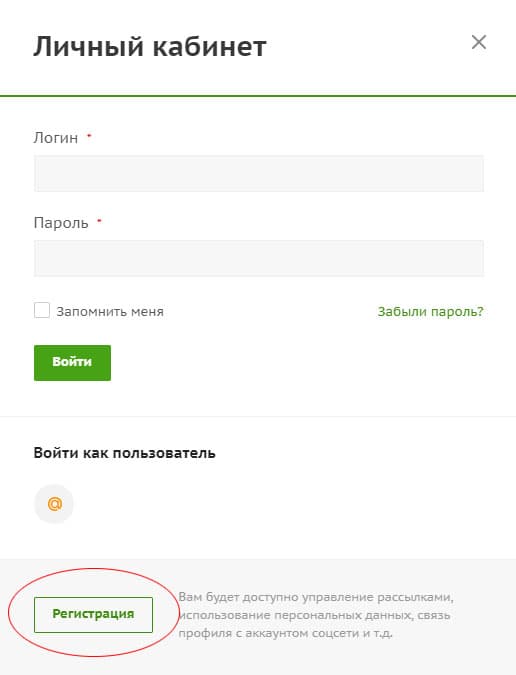 Личный кабинет
Логин *
Пароль *
Запомнить меня
Забыли пароль?
Войти
Войти как пользователь
@
Регистрация
Вам будет доступно управление рассылками,
использование персональных данных, связь
профиля с аккаунтом соцсети и т.д.